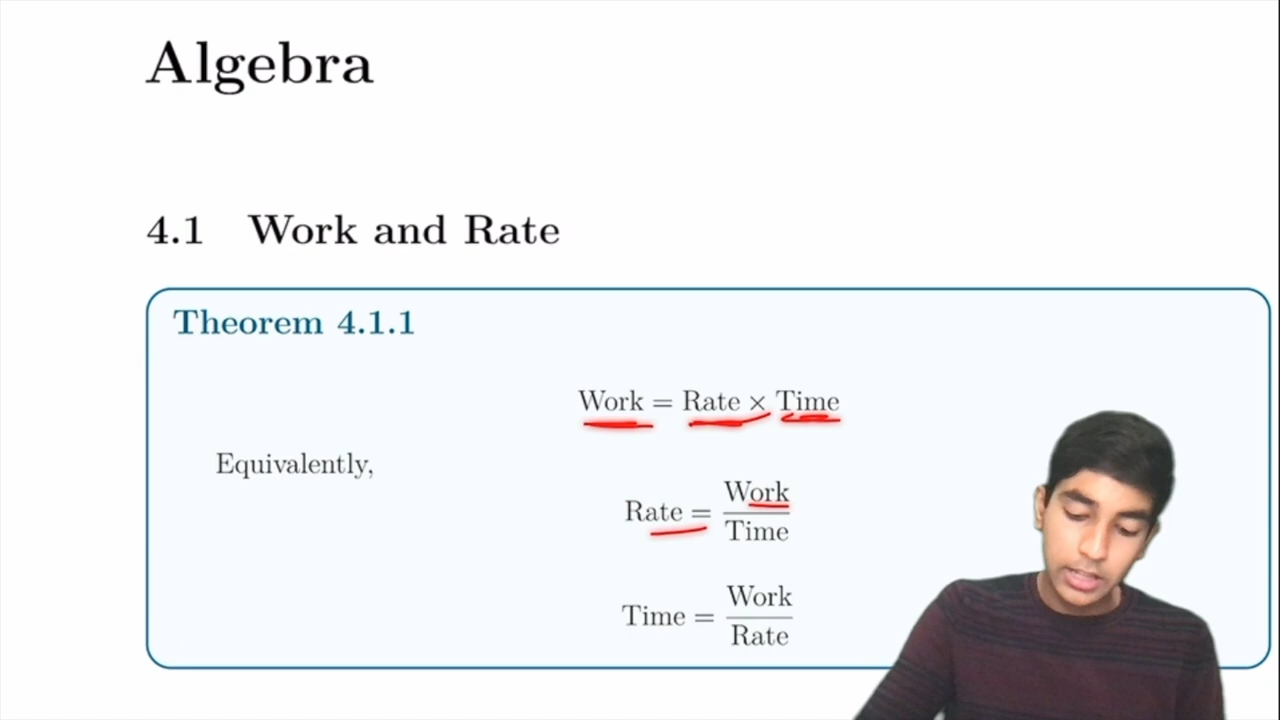 Algebra
4.1 Work and Rate
Theorem 4.1.1
Work = Rate × Time
Equivalently,
Rate = Work
Time
Time = Work
Rate